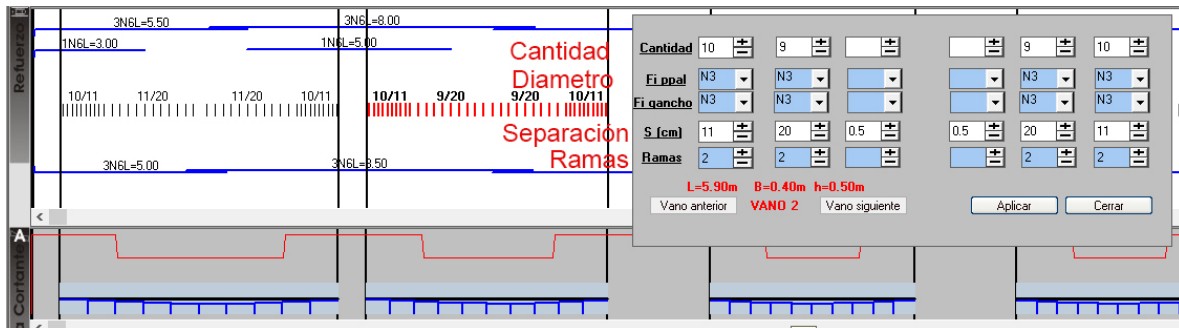 Refuerzo
3N6L=5.50
3N6L=8.00
1N6L=3.00
1N6L=5.00
Cantidad
Diametro
10/11 11/20 11/20 10/11 10/11 9/20 9/20 10/11
Separación
Ramas
3N6L=5.00
Cantidad 10 9 9 10
Fi ppal N3 N3 N3 N3
Fi gancho N3 N3 N3 N3
S (cm) 11 20 0.5 0.5 20 11
Ramas 2 2 2 2
L=5.90m B=0.40m h=0.50m
Vano anterior VANO 2 Vano siguiente Aplicar Cerrar
A
Cortante